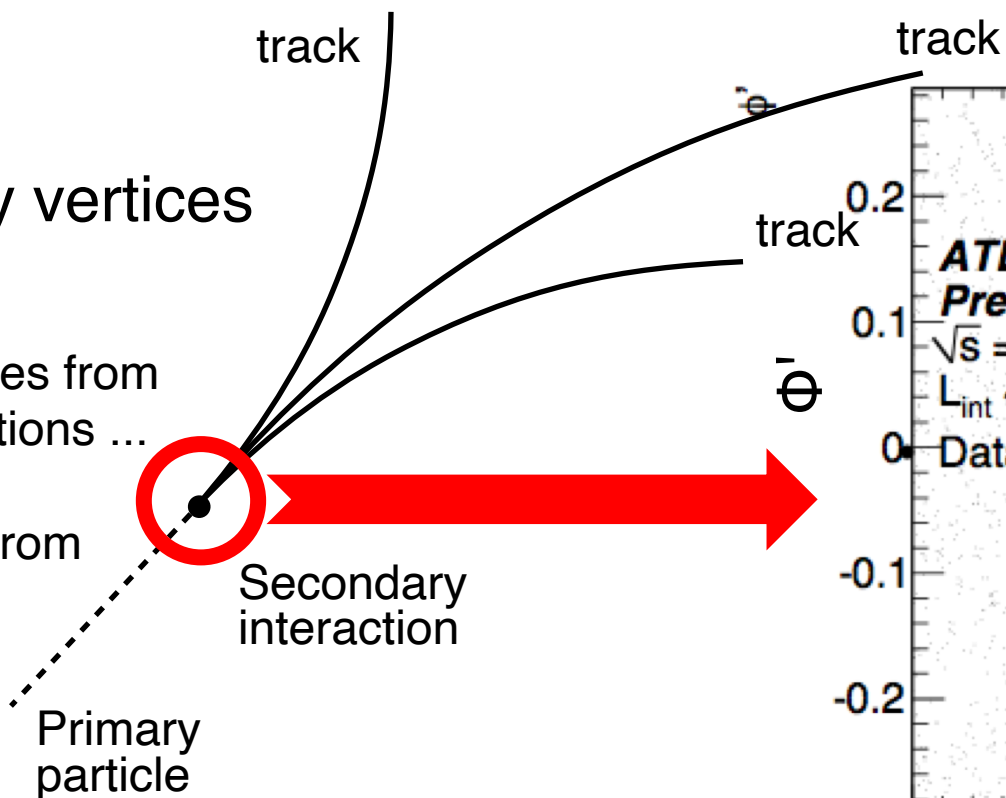 track
track
ϕ'
y vertices
0.2
track
ATL
Pre
0.1
√s =
ϕ'
es from
L_int
tions ...
0
Data
rom
Secondary
interaction
-0.1
-0.2
Primary
particle